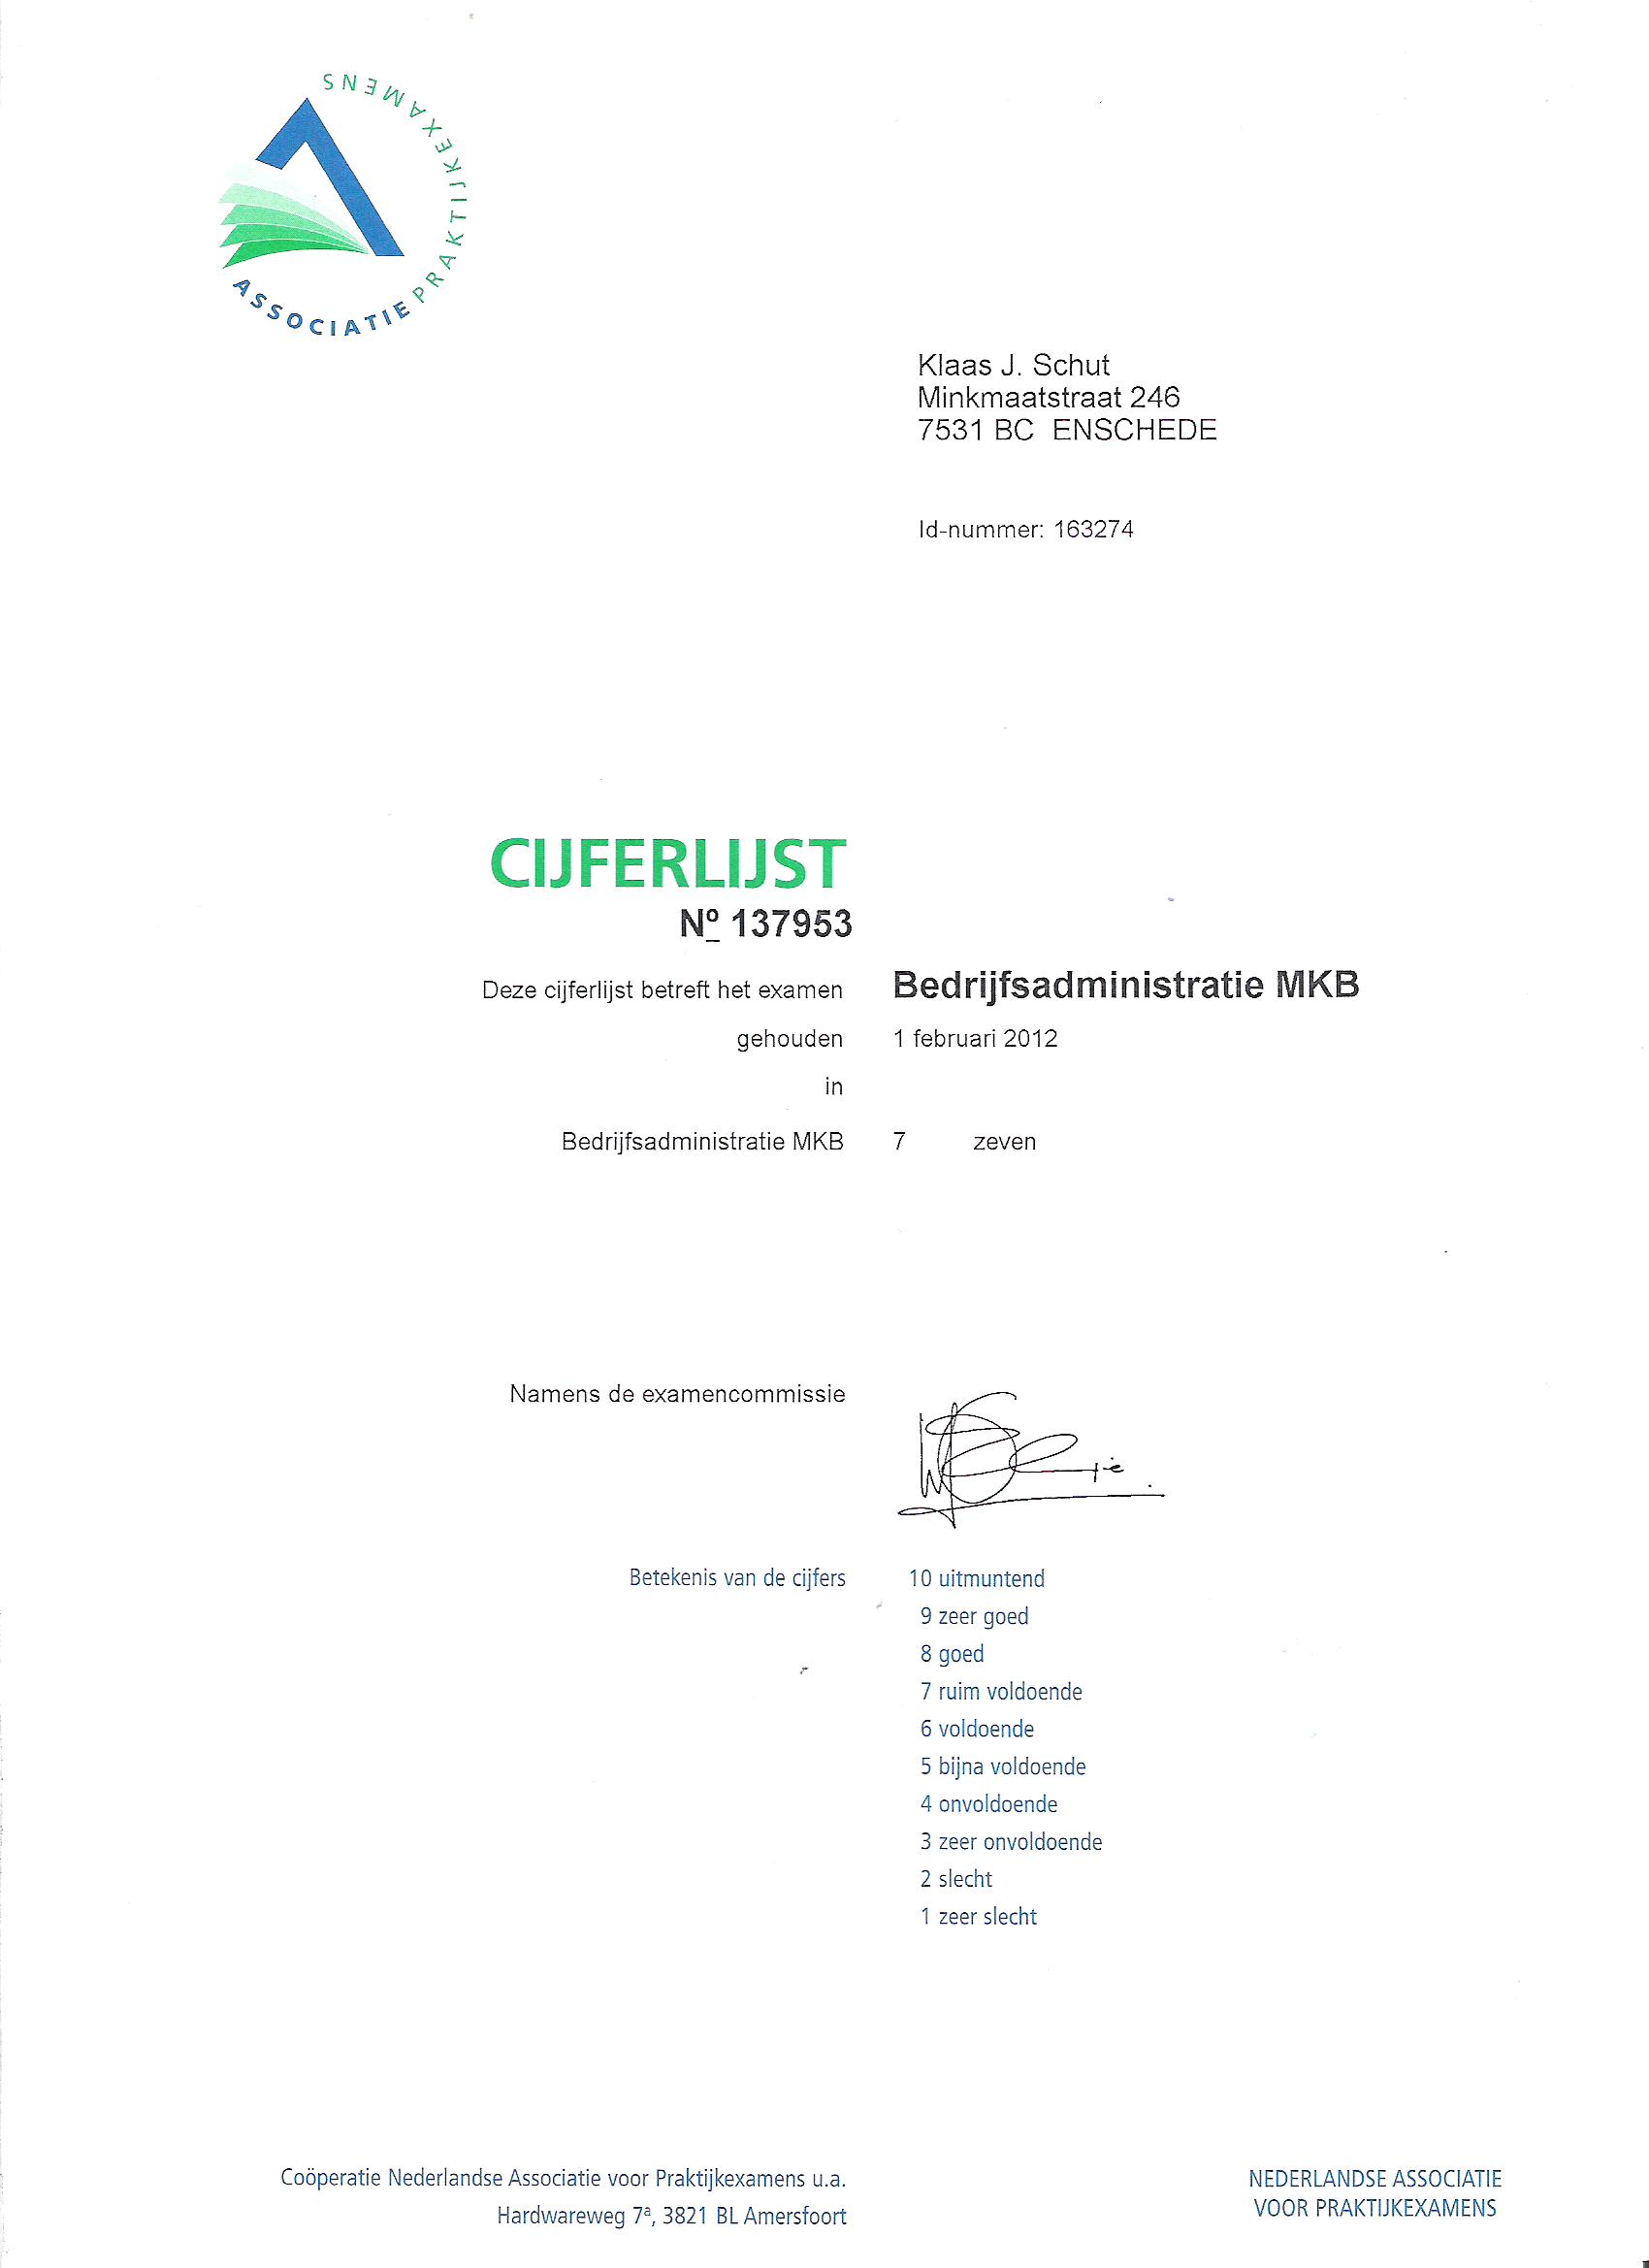 ASSOCIATIE PRAKTIJKEXAMENS
Klaas J. Schut
Minkmaatstraat 246
7531 BC ENSCHEDE
Id-nummer: 163274
CIJFERLIJST
Nº 137953
Deze cijferlijst betreft het examen Bedrijfsadministratie MKB
gehouden 1 februari 2012
in
Bedrijfsadministratie MKB 7 zeven
Namens de examencommissie
Betekenis van de cijfers 10 uitmuntend
9 zeer goed
8 goed
7 ruim voldoende
6 voldoende
5 bijna voldoende
4 onvoldoende
3 zeer onvoldoende
2 slecht
1 zeer slecht
Coöperatie Nederlandse Associatie voor Praktijkexamens u.a.
Hardwareweg 7ª, 3821 BL Amersfoort
NEDERLANDSE ASSOCIATIE
VOOR PRAKTIJKEXAMENS